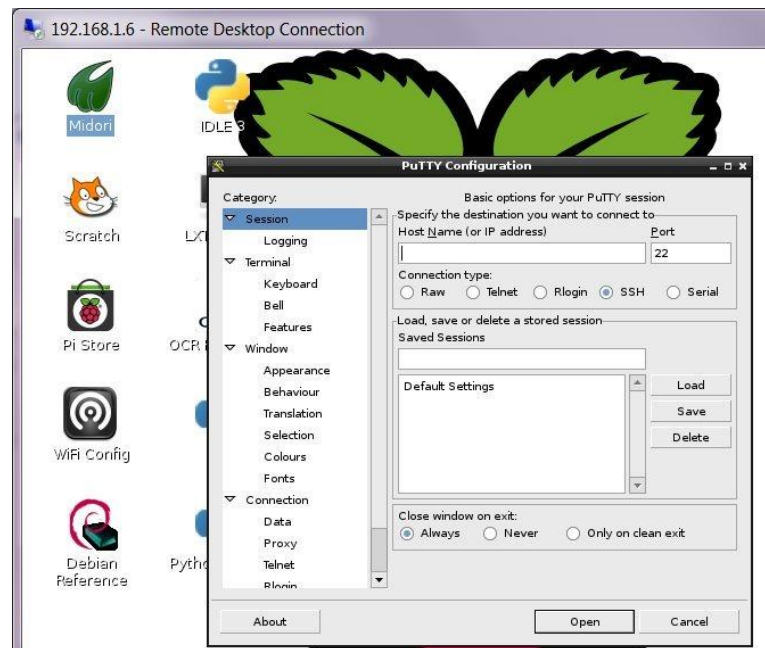 192.168.1.6 - Remote Desktop Connection
Midori
IDLE 3
Scratch
Pi Store
OCR
WiFi Config
Debian
Reference
PuTTY Configuration
Category:
Session
Logging
Terminal
Keyboard
Bell
Features
Window
Appearance
Behaviour
Translation
Selection
Colours
Fonts
Connection
Data
Proxy
Telnet
Rlogin
Basic options for your PuTTY session
Specify the destination you want to connect to
Host Name (or IP address) Port
22
Connection type:
Raw Telnet Rlogin SSH Serial
Load, save or delete a stored session
Saved Sessions
Default Settings
Load
Save
Delete
Close window on exit:
Always Never Only on clean exit
About Open Cancel